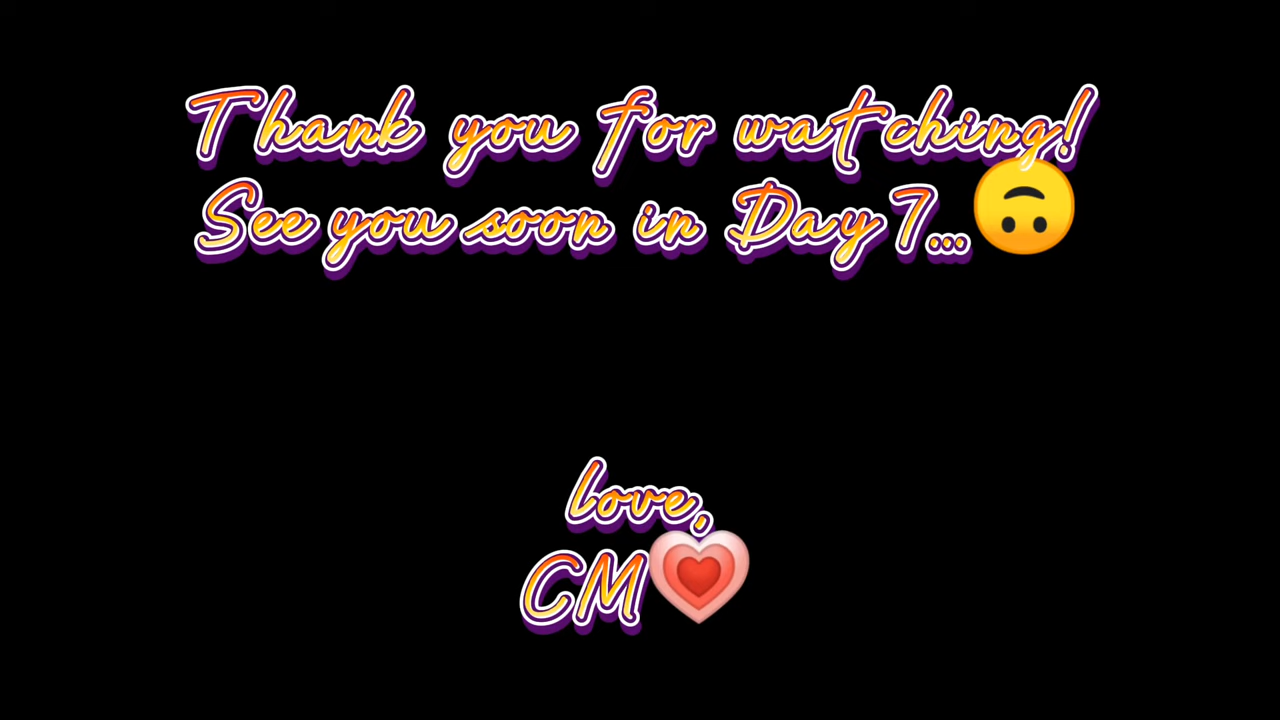 Thank you for watching!
See you soon in Day 7...🙃
love,
CM💗